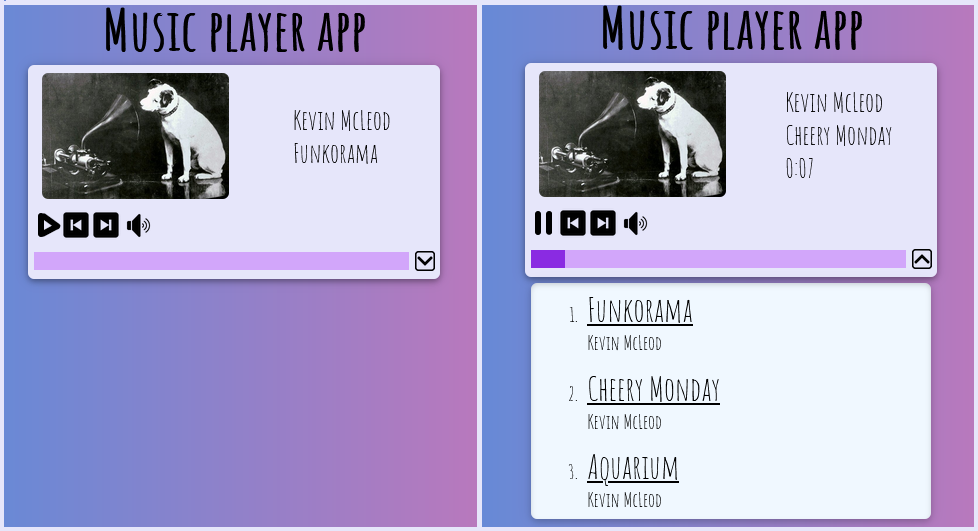 Music player app
Kevin McLeod
Funkorama
Music player app
Kevin McLeod
Cheery Monday
0:07
1. Funkorama
Kevin McLeod
2. Cheery Monday
Kevin McLeod
3. Aquarium
Kevin McLeod